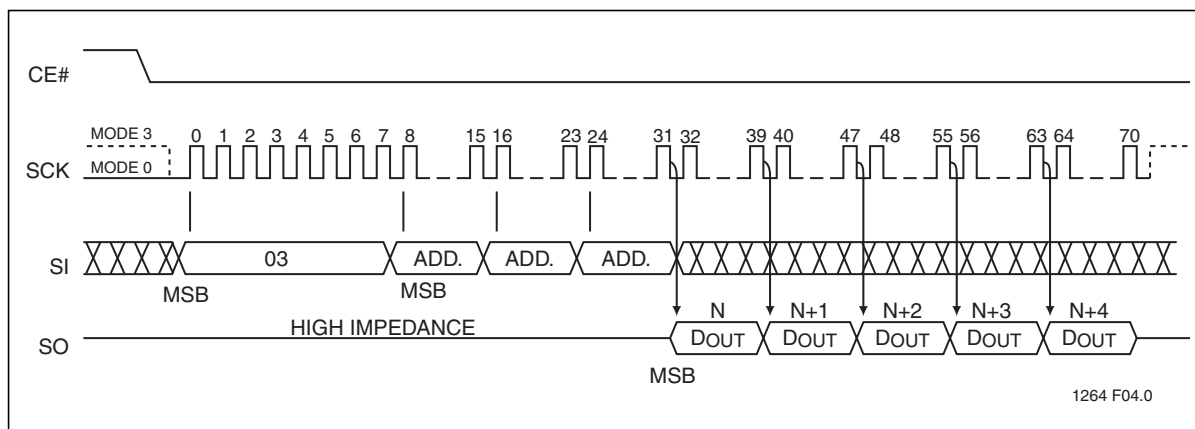 CE#
MODE 3
0 1 2 3 4 5 6 7 8 15 16 23 24 31 32 39 40 47 48 55 56 63 64 70
SCK
MODE 0
SI
03 ADD. ADD. ADD.
MSB MSB
HIGH IMPEDANCE
N N+1 N+2 N+3 N+4
SO
DOUT DOUT DOUT DOUT DOUT
MSB
1264 F04.0